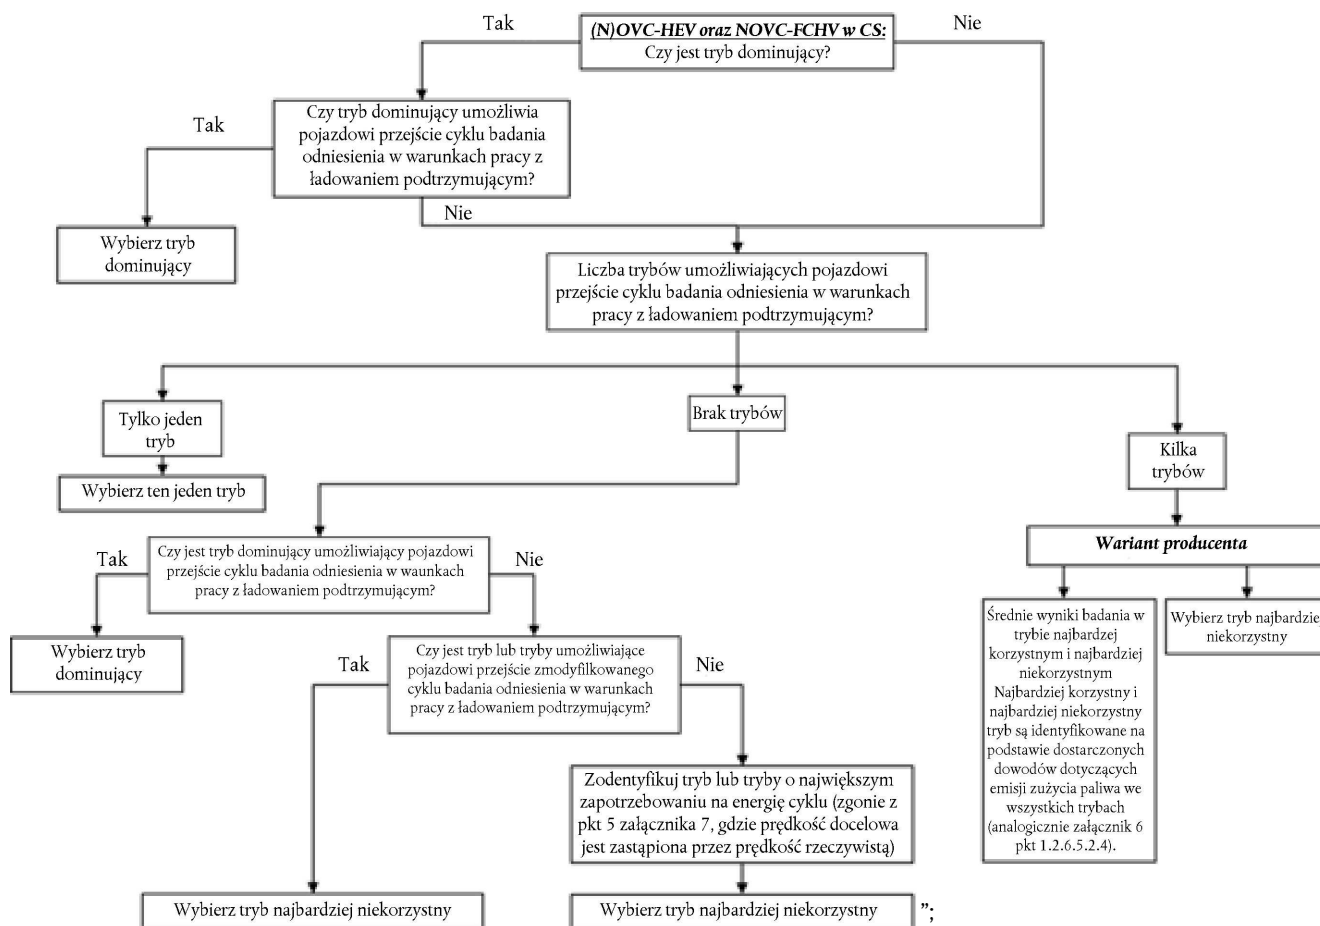 Tak
(N)OVC-HEV oraz NOVC-FCHV w CS:
Czy jest tryb dominujący?
Nie
Czy tryb dominujący umożliwia
pojazdowi przejście cyklu badania
odniesienia w warunkach pracy z
ładowaniem podtrzymującym?
Tak
Nie
Wybierz tryb
dominujący
Liczba trybów umożliwiających pojazdowi
przejście cyklu badania odniesienia w warunkach
pracy z ładowaniem podtrzymującym?
Tylko jeden
tryb
Brak trybów
Kilka
trybów
Wybierz ten jeden tryb
Wariant producenta
Tak
Czy jest tryb dominujący umożliwiający pojazdowi
przejście cyklu badania odniesienia w waunkach
pracy z ładowaniem podtrzymującym?
Nie
Średnie wyniki badania w
trybie najbardzej
korzystnym i najbardziej
niekorzystnym
Najbardziej korzystny i
najbardziej niekorzystny
tryb są identyfikowane na
podstawie dostarczonych
dowodów dotyczących
emisji zużycia paliwa we
wszystkich trybach
(analogicznie załącznik 6
pkt 1.2.6.5.2.4).
Wybierz tryb najbardziej
niekorzystny
Wybierz tryb
dominujący
Tak
Czy jest tryb lub tryby umożliwiające
pojazdowi przejście zmodyfilkowanego
cyklu badania odniesienia w warunkach
pracy z ładowaniem podtrzymującym?
Nie
Zodentyfikuj tryb lub tryby o największym
zapotrzebowaniu na energię cyklu (zgonie z
pkt 5 załącznika 7, gdzie prędkość docelowa
jest zastąpiona przez prędkość rzeczywistą)
Wybierz tryb najbardziej niekorzystny
Wybierz tryb najbardziej niekorzystny
”;